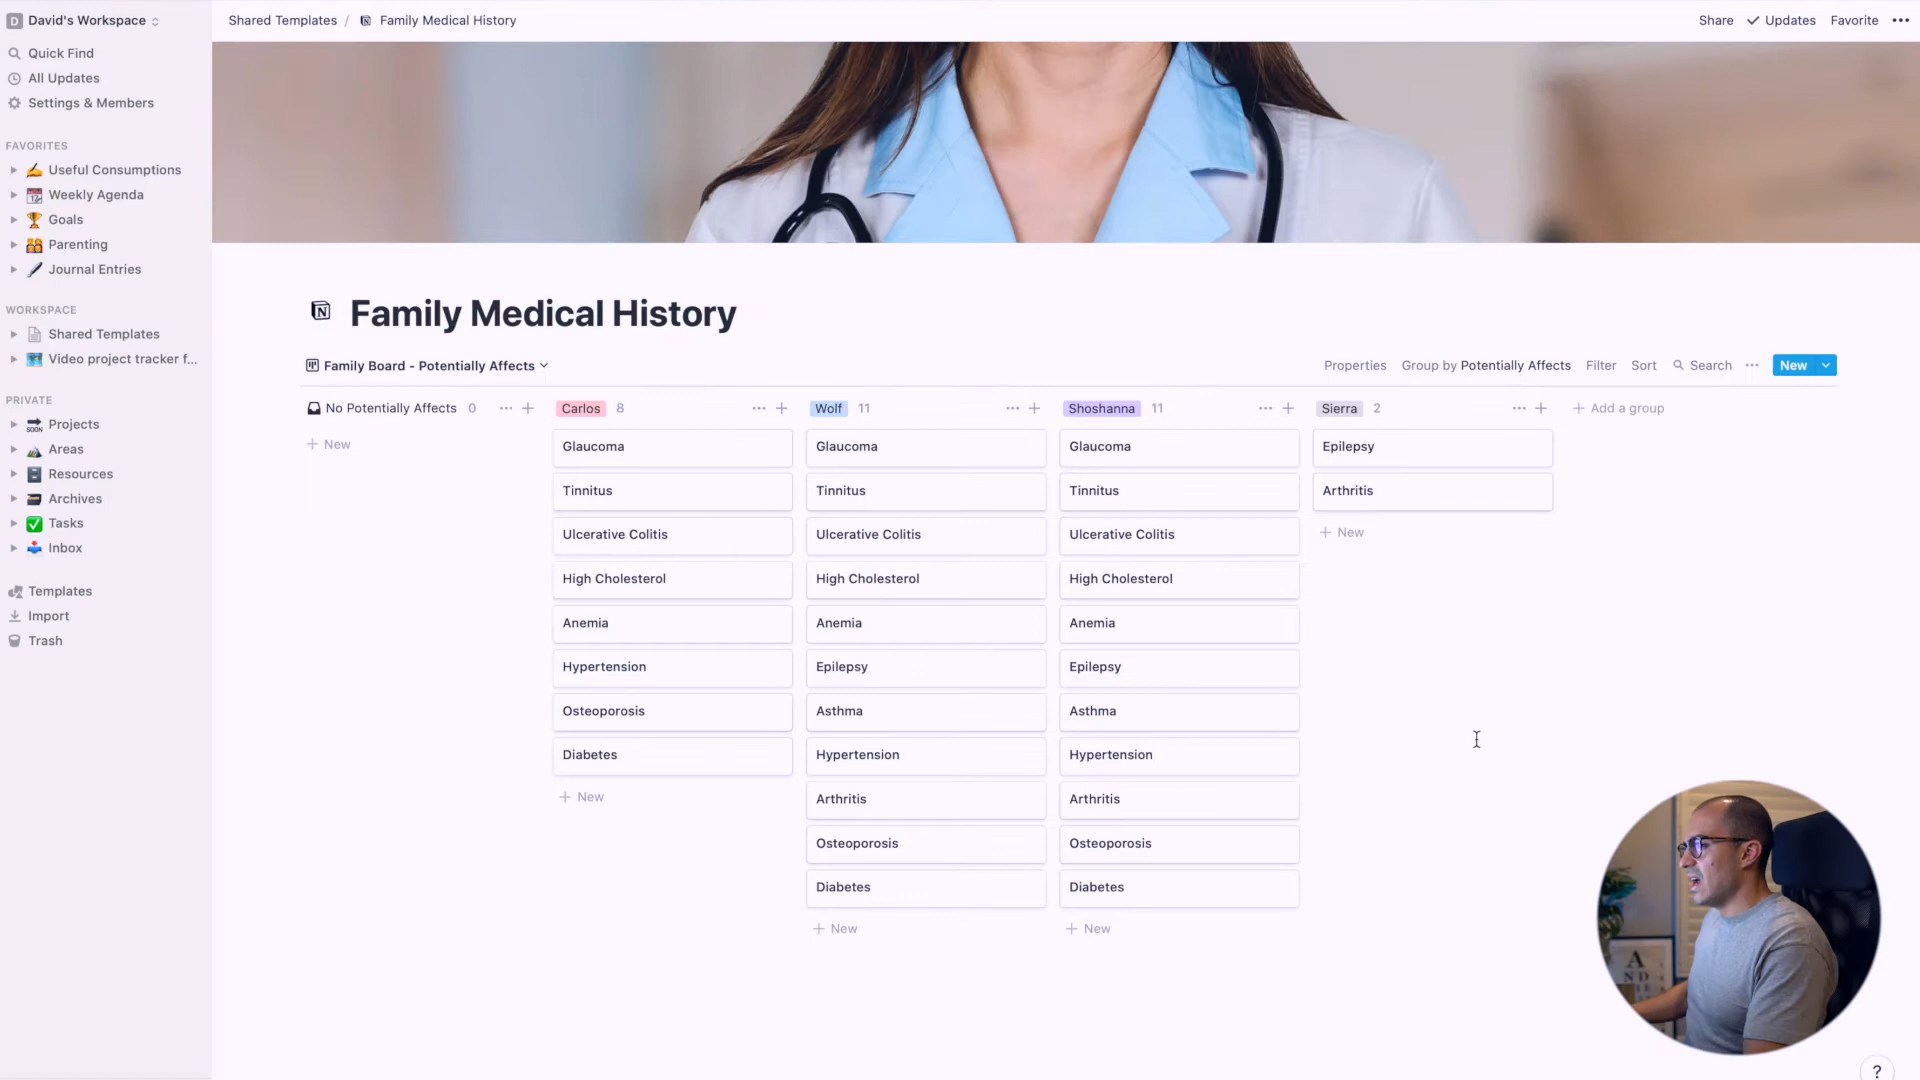 D David's Workspace
Shared Templates / Family Medical History
Share Updates Favorite
Quick Find
All Updates
Settings & Members
FAVORITES
Useful Consumptions
Weekly Agenda
Goals
Parenting
Journal Entries
WORKSPACE
Shared Templates
Video project tracker f...
PRIVATE
Projects
Areas
Resources
Archives
Tasks
Inbox
Templates
Import
Trash
Family Medical History
Family Board - Potentially Affects
Properties Group by Potentially Affects Filter Sort Search New
No Potentially Affects 0
+ New
Carlos 8
Glaucoma
Tinnitus
Ulcerative Colitis
High Cholesterol
Anemia
Hypertension
Osteoporosis
Diabetes
+ New
Wolf 11
Glaucoma
Tinnitus
Ulcerative Colitis
High Cholesterol
Anemia
Epilepsy
Asthma
Hypertension
Arthritis
Osteoporosis
Diabetes
+ New
Shoshanna 11
Glaucoma
Tinnitus
Ulcerative Colitis
High Cholesterol
Anemia
Epilepsy
Asthma
Hypertension
Arthritis
Osteoporosis
Diabetes
+ New
Sierra 2
Epilepsy
Arthritis
+ New
+ Add a group
?